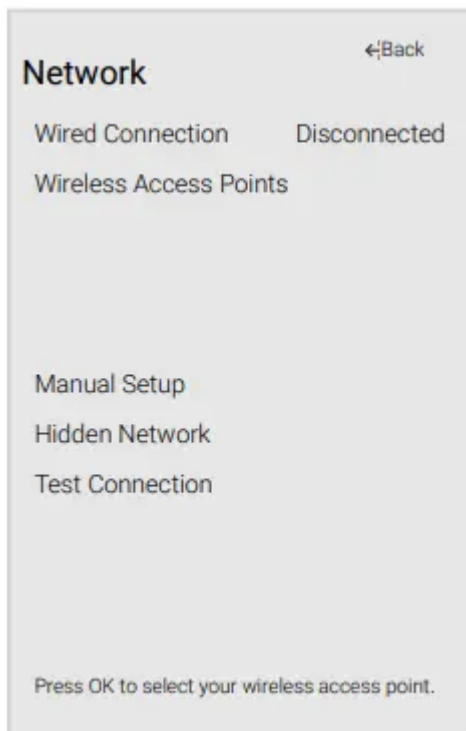 ←Back
Network
Wired Connection Disconnected
Wireless Access Points
Manual Setup
Hidden Network
Test Connection
Press OK to select your wireless access point.